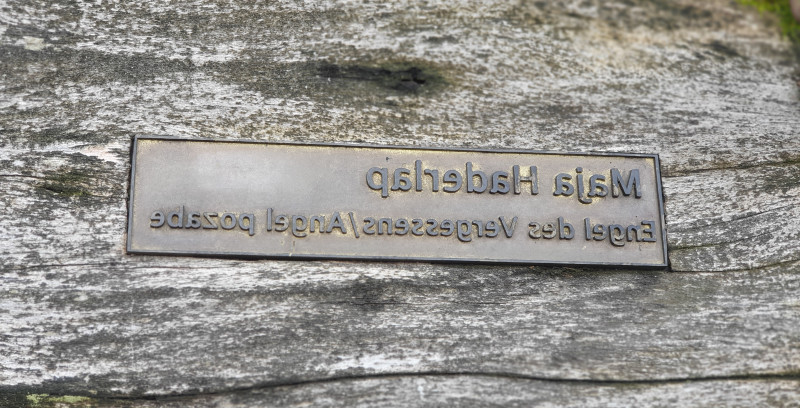 Maja Haderlap
Engel des Vergessens/Angel pozabe